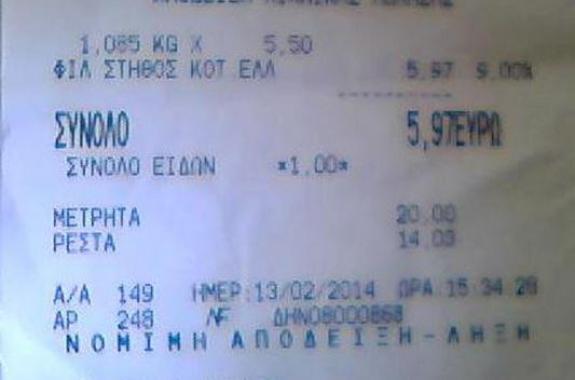 1,085 KG X 5,50
ΦΙΛ ΣΤΗΘΟΣ ΚΟΤ ΕΛΛ 5,97 9.00%
ΣΥΝΟΛΟ 5,97ΕΥΡΩ
ΣΥΝΟΛΟ ΕΙΔΩΝ *1,00*
ΜΕΤΡΗΤΑ 20,00
ΡΕΣΤΑ 14,03
Α/Α 149 ΗΜΕΡ:13/02/2014 ΩΡΑ:15:34:28
ΑΡ 248 ΔΗΝ08000868
ΝΟΜΙΜΗ ΑΠΟΔΕΙΞΗ-ΛΗΞΗ